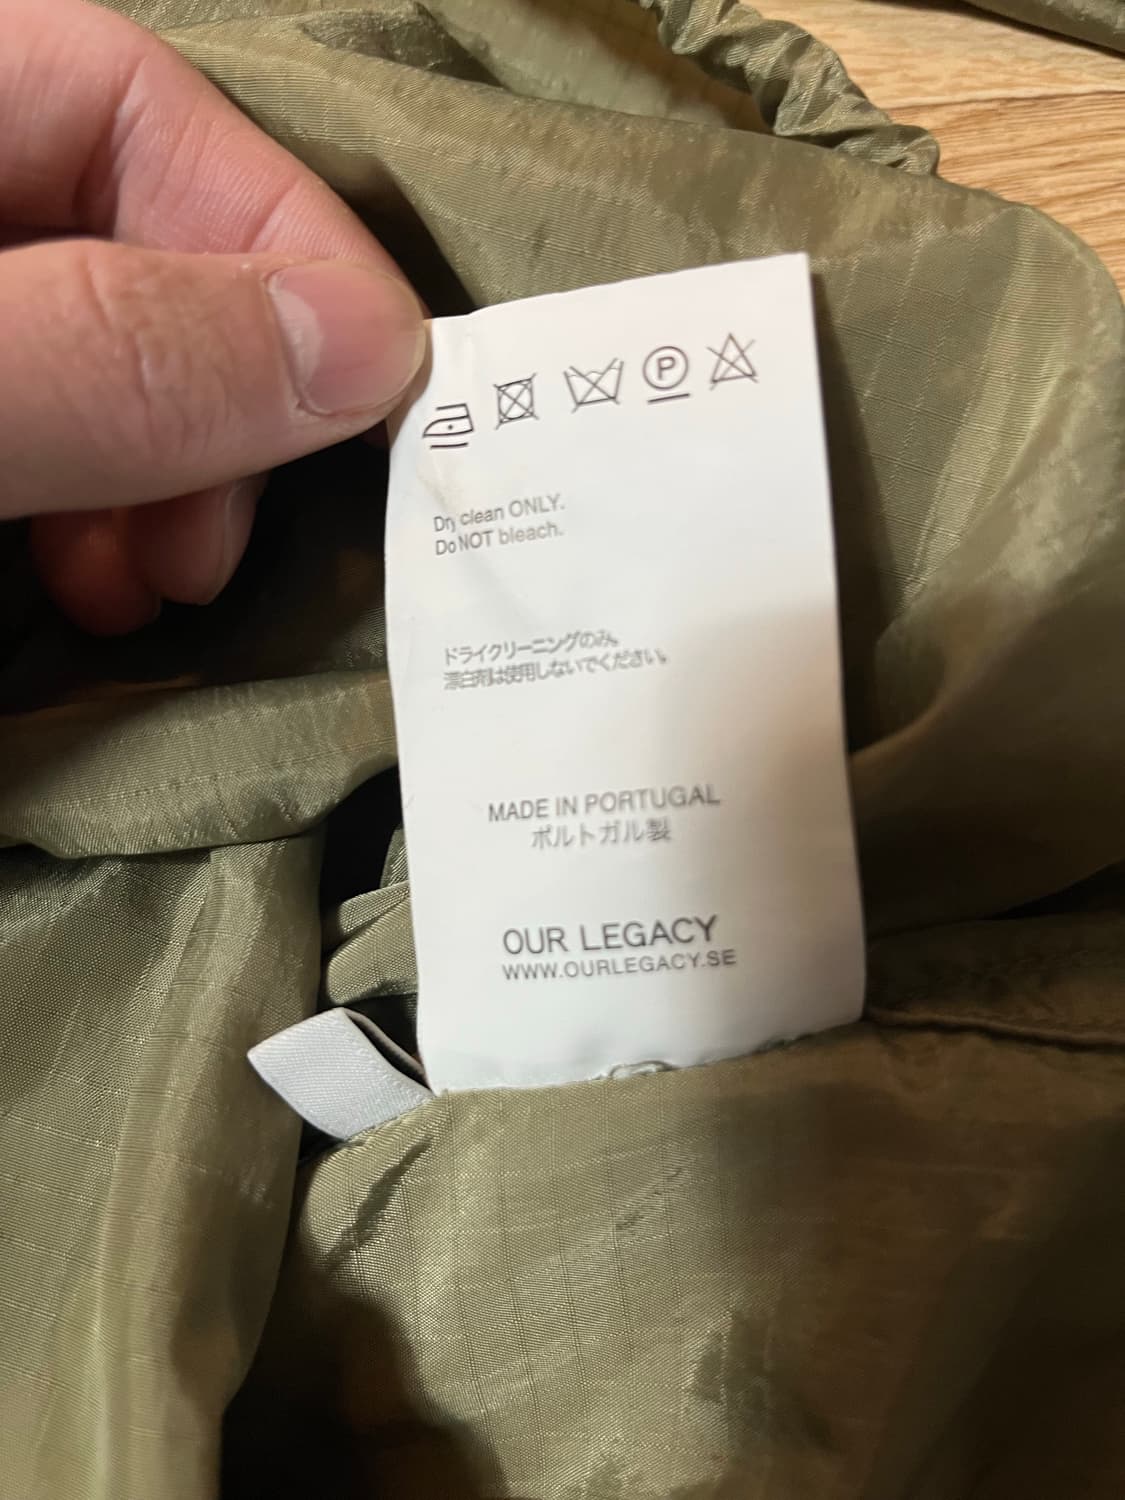 P
Dry clean ONLY.
Do NOT bleach.
ドライクリーニングのみ。
漂白剤は使用しないでください。
MADE IN PORTUGAL
ポルトガル製
OUR LEGACY
WWW.OURLEGACY.SE